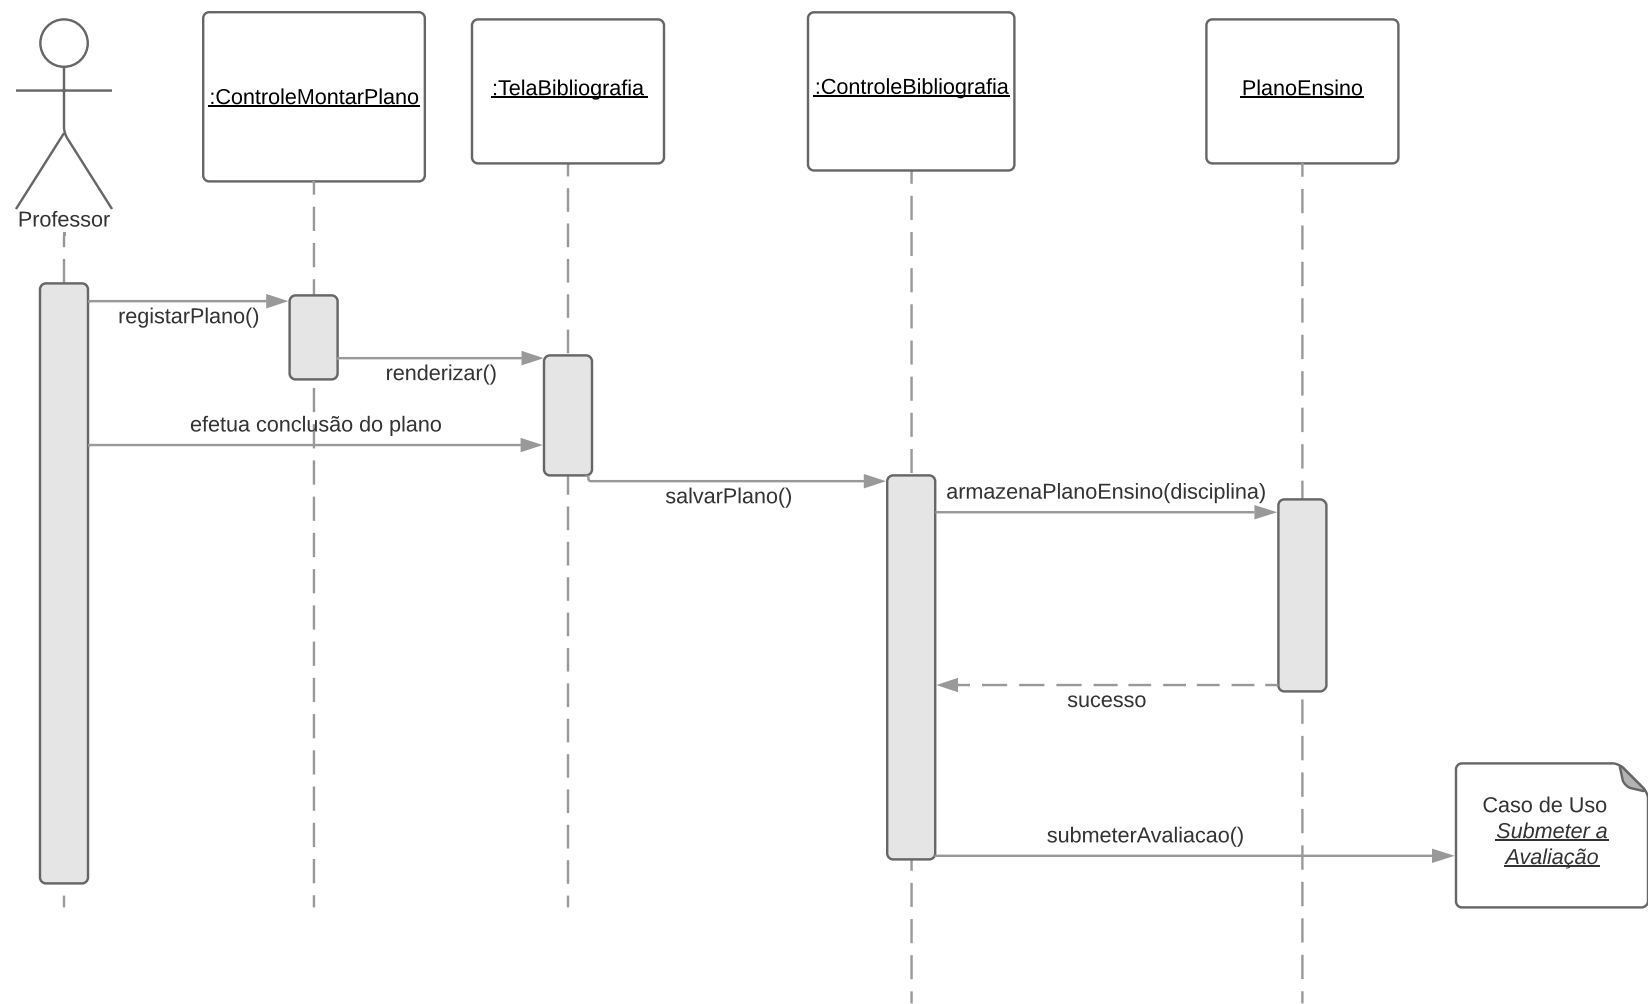 :ControleMontarPlano
:TelaBibliografia
:ControleBibliografia
PlanoEnsino
Professor
registarPlano()
renderizar()
efetua conclusão do plano
salvarPlano()
armazenaPlanoEnsino(disciplina)
sucesso
submeterAvaliacao()
Caso de Uso
Submeter a
Avaliação